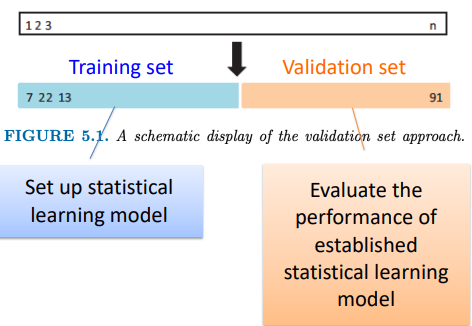 1 2 3 n
Training set Validation set
7 22 13 91
FIGURE 5.1. A schematic display of the validation set approach.
Set up statistical
learning model
Evaluate the
performance of
established
statistical learning
model